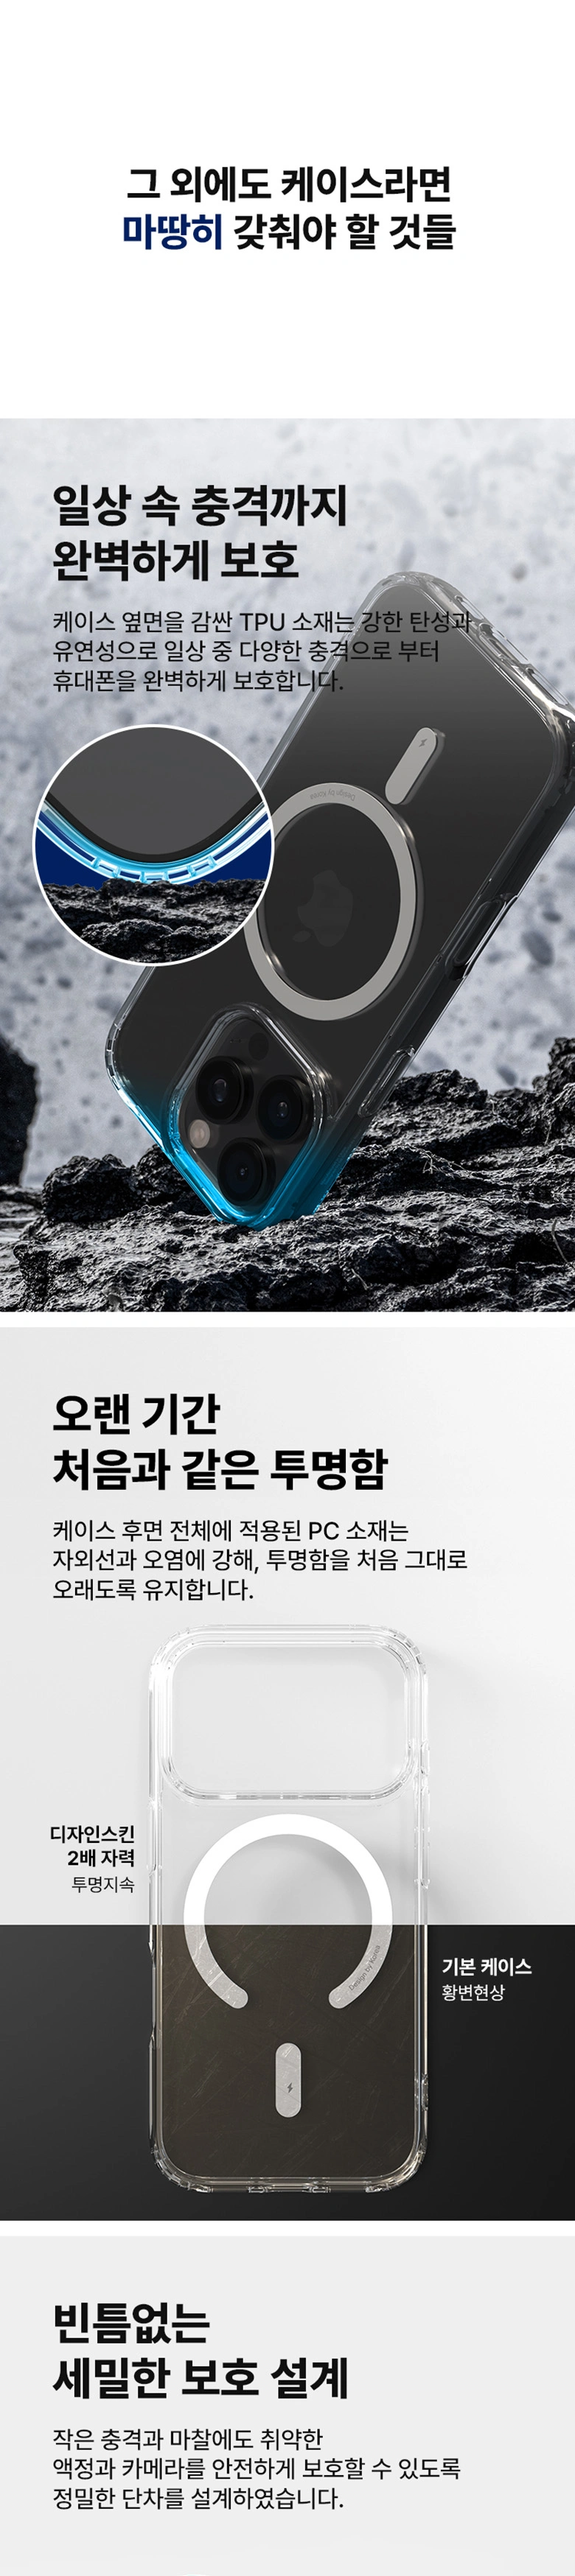 그 외에도 케이스라면
마땅히 갖춰야 할 것들
일상 속 충격까지
완벽하게 보호
케이스 옆면을 감싼 TPU 소재는 강한 탄성과
유연성으로 일상 중 다양한 충격으로 부터
휴대폰을 완벽하게 보호합니다.
Design by Korea
오랜 기간
처음과 같은 투명함
케이스 후면 전체에 적용된 PC 소재는
자외선과 오염에 강해, 투명함을 처음 그대로
오래도록 유지합니다.
디자인스킨
2배 자력
투명지속
기본 케이스
황변현상
Design by Korea
빈틈없는
세밀한 보호 설계
작은 충격과 마찰에도 취약한
액정과 카메라를 안전하게 보호할 수 있도록
정밀한 단차를 설계하였습니다.